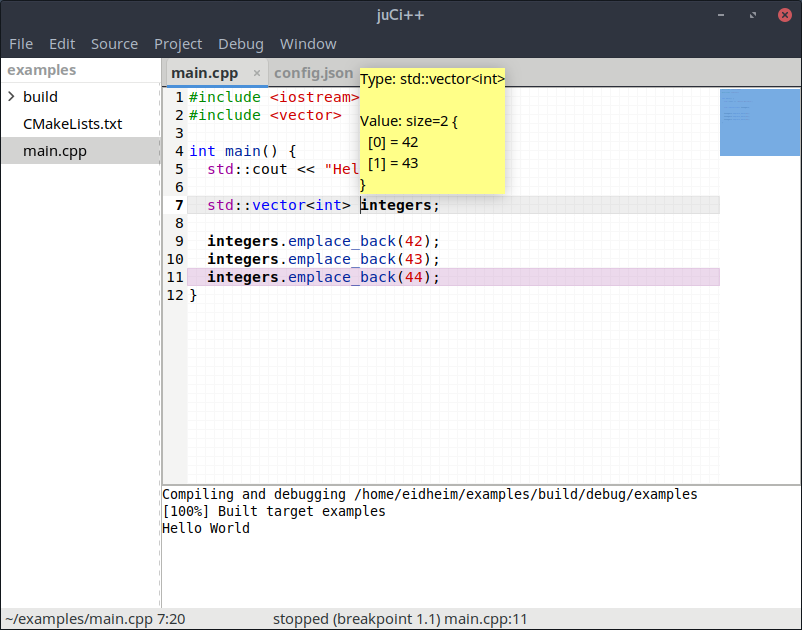 juCi++
File Edit Source Project Debug Window
examples
build
CMakeLists.txt
main.cpp
main.cpp × config.json
1 #include <iostream>
2 #include <vector>
3
4 int main() {
5 std::cout << "Hel
6
7 std::vector<int> integers;
8
9 integers.emplace_back(42);
10 integers.emplace_back(43);
11 integers.emplace_back(44);
12 }
Type: std::vector<int>
Value: size=2 {
[0] = 42
[1] = 43
}
Compiling and debugging /home/eidheim/examples/build/debug/examples
[100%] Built target examples
Hello World
~/examples/main.cpp 7:20 stopped (breakpoint 1.1) main.cpp:11